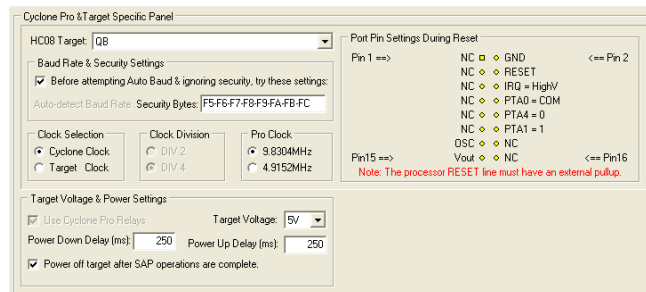 Cyclone Pro &Target Specific Panel
HC08 Target: QB
Baud Rate & Security Settings
Before attempting Auto Baud & ignoring security, try these settings:
Auto-detect Baud Rate Security Bytes: F5-F6-F7-F8-F9-FA-FB-FC
Clock Selection
Cyclone Clock
Target Clock
Clock Division
DIV 2
DIV 4
Pro Clock
9.8304MHz
4.9152MHz
Target Voltage & Power Settings
Use Cyclone Pro Relays Target Voltage: 5V
Power Down Delay (ms): 250 Power Up Delay (ms): 250
Power off target after SAP operations are complete.
Port Pin Settings During Reset
Pin 1 ==> NC GND <== Pin 2
NC RESET
NC IRQ = HighV
NC PTA0 = COM
NC PTA4 = 0
NC PTA1 = 1
OSC NC
Pin15 ==> Vout NC <== Pin16
Note: The processor RESET line must have an external pullup.